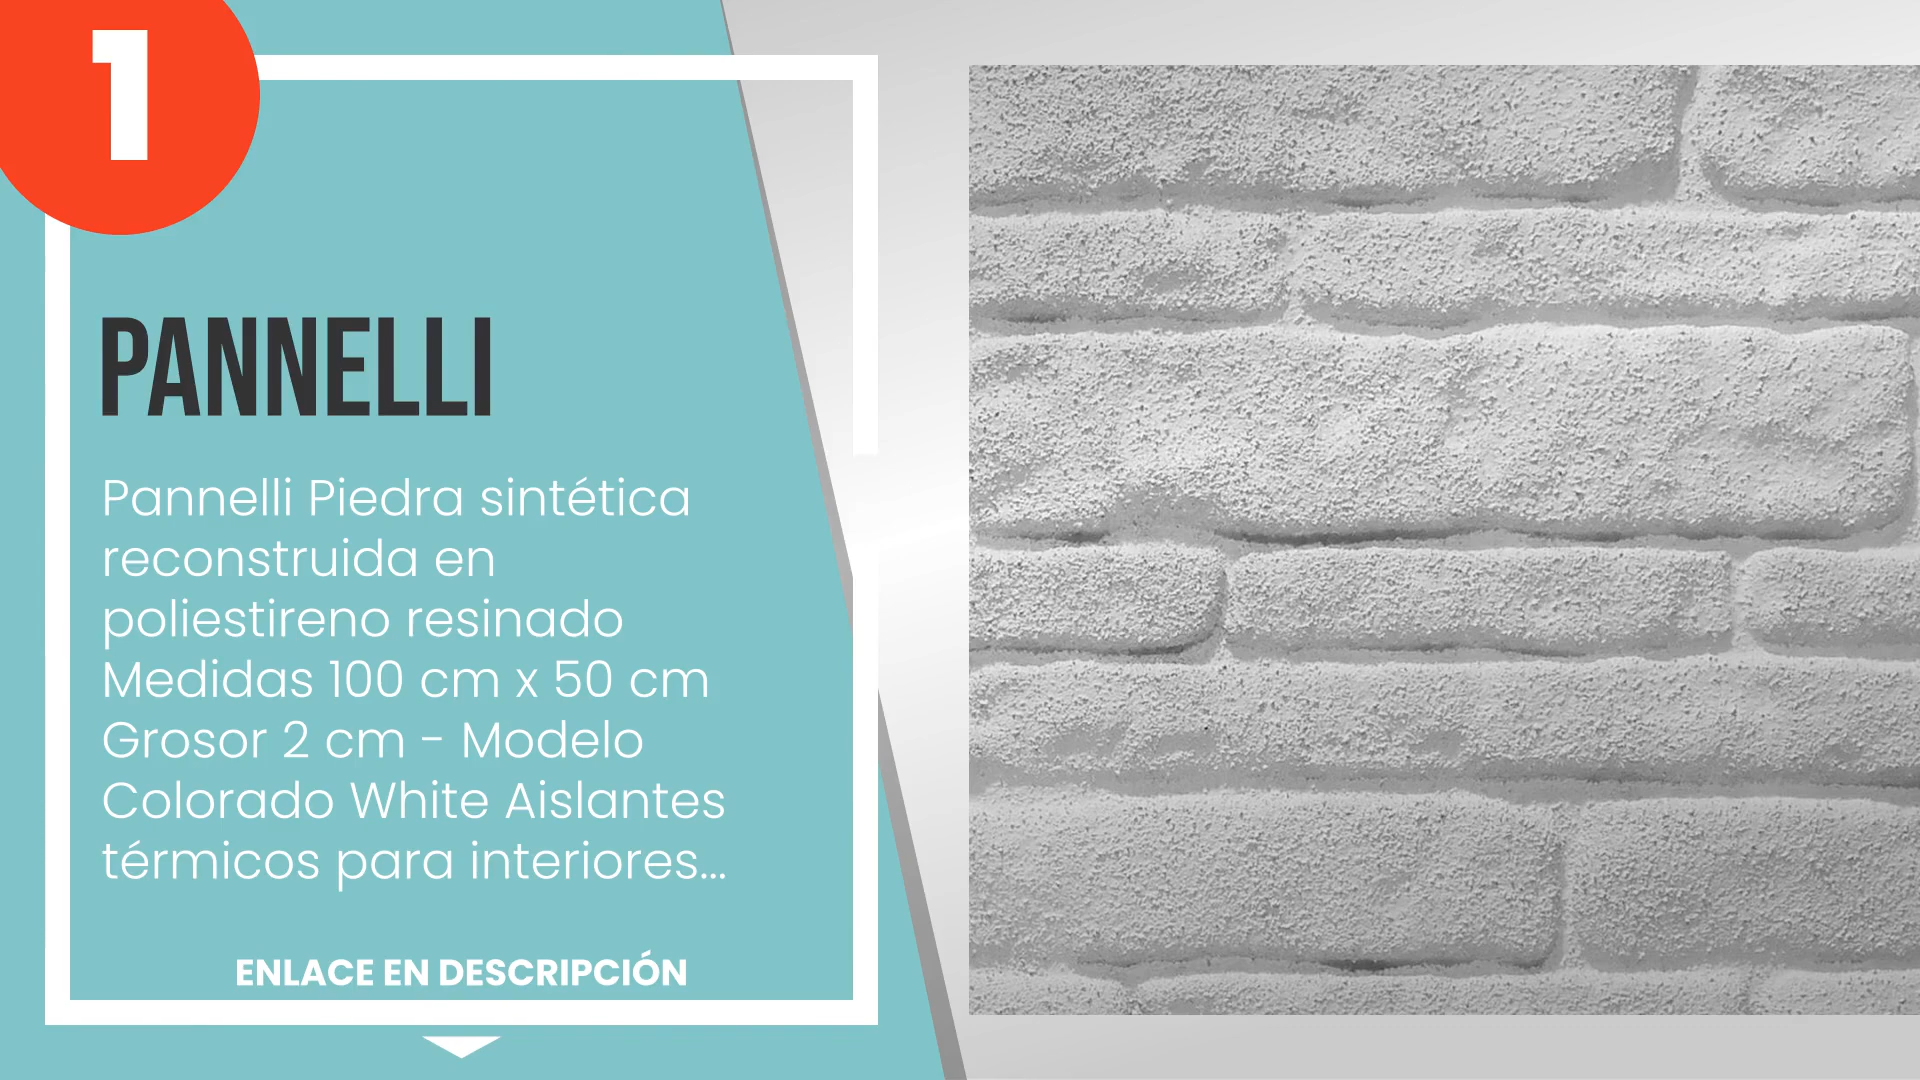 1
PANNELLI
Pannelli Piedra sintética
reconstruida en
poliestireno resinado
Medidas 100 cm x 50 cm
Grosor 2 cm - Modelo
Colorado White Aislantes
térmicos para interiores...
ENLACE EN DESCRIPCIÓN